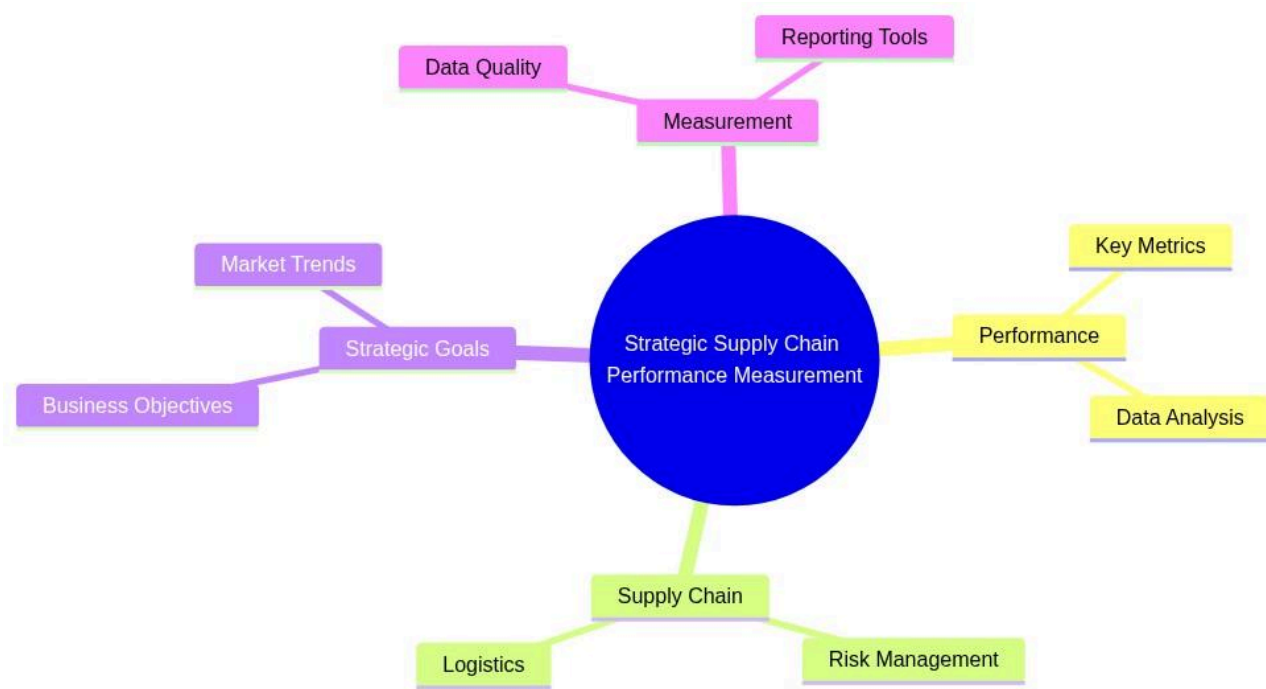 Reporting Tools
Data Quality
Measurement
Market Trends
Strategic Goals
Business Objectives
Strategic Supply Chain
Performance Measurement
Key Metrics
Performance
Data Analysis
Supply Chain
Logistics
Risk Management